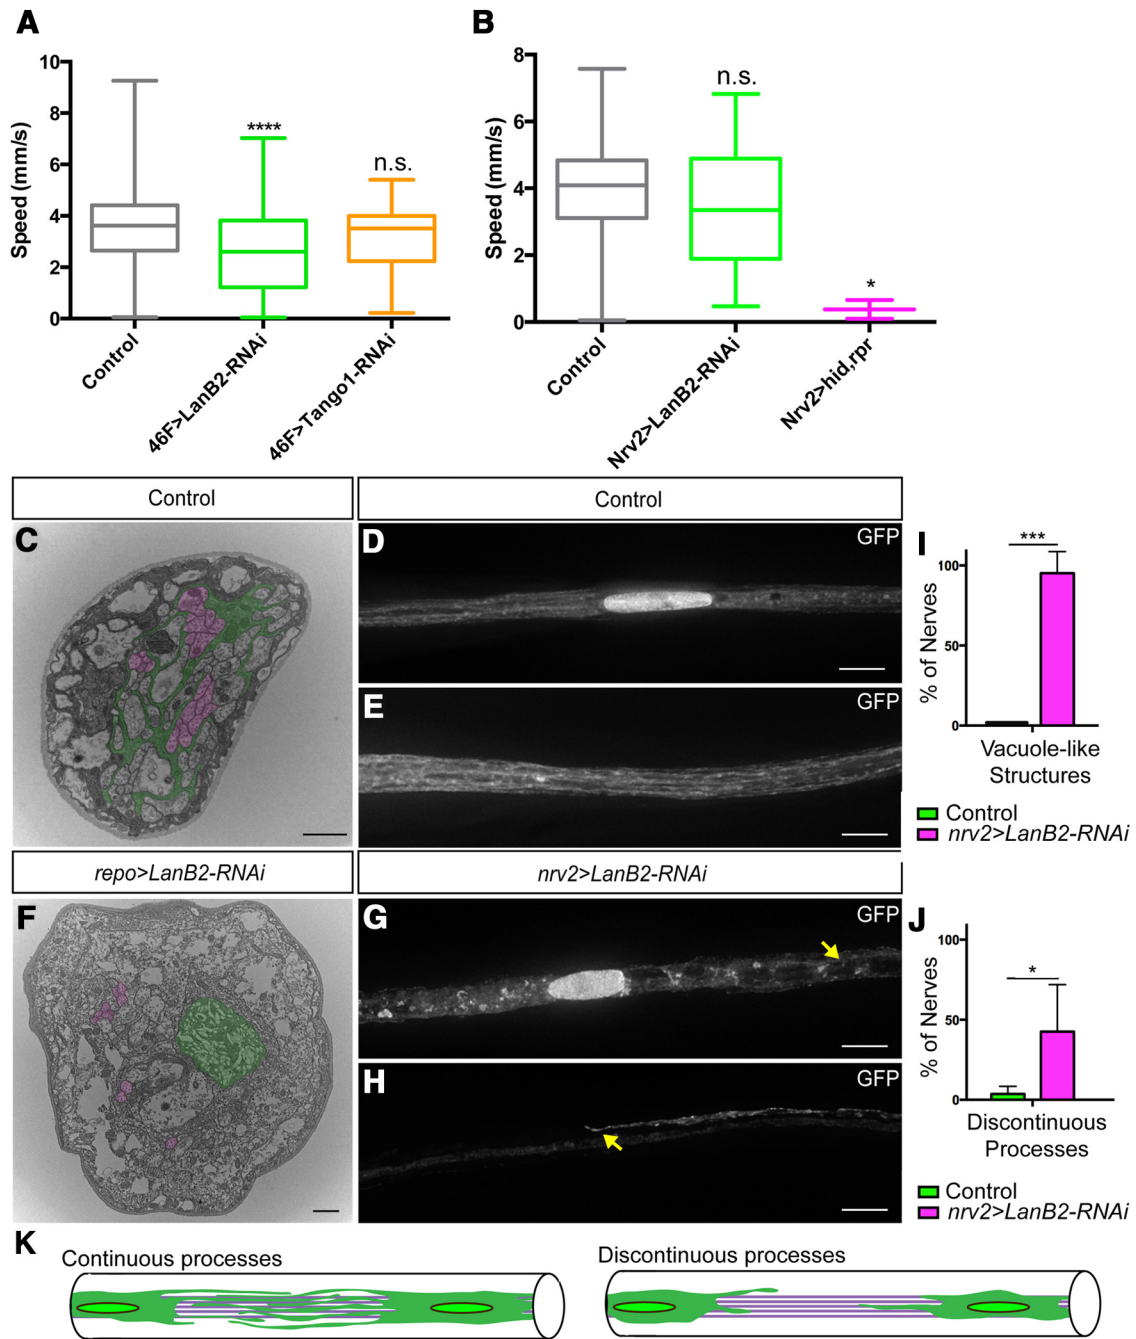 A
B
Speed (mm/s)
10
8
6
4
2
0
****
n.s.
Control
46F>LanB2-RNAi
46F>Tango1-RNAi
Speed (mm/s)
8
6
4
2
0
n.s.
*
Control
Nrv2>LanB2-RNAi
Nrv2>hid,rpr
Control
Control
C
D
GFP
E
GFP
I
***
% of Nerves
100
50
0
Vacuole-like
Structures
Control
nrv2>LanB2-RNAi
repo>LanB2-RNAi
nrv2>LanB2-RNAi
F
G
GFP
H
GFP
J
*
% of Nerves
100
50
0
Discontinuous
Processes
Control
nrv2>LanB2-RNAi
K
Continuous processes
Discontinuous processes